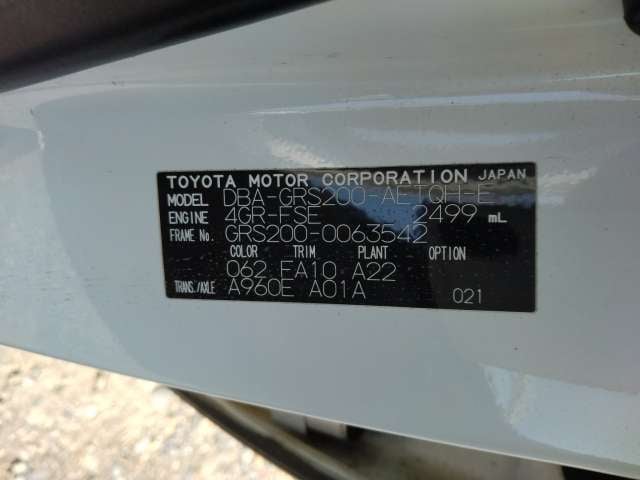 TOYOTA MOTOR CORPORATION JAPAN
MODEL DBA-GRS200-AETQH-E
ENGINE 4GR-FSE 2499 mL
FRAME No. GRS200-0063542
COLOR TRIM PLANT OPTION
062 FA10 A22
TRANS./AXLE A960E A01A 021